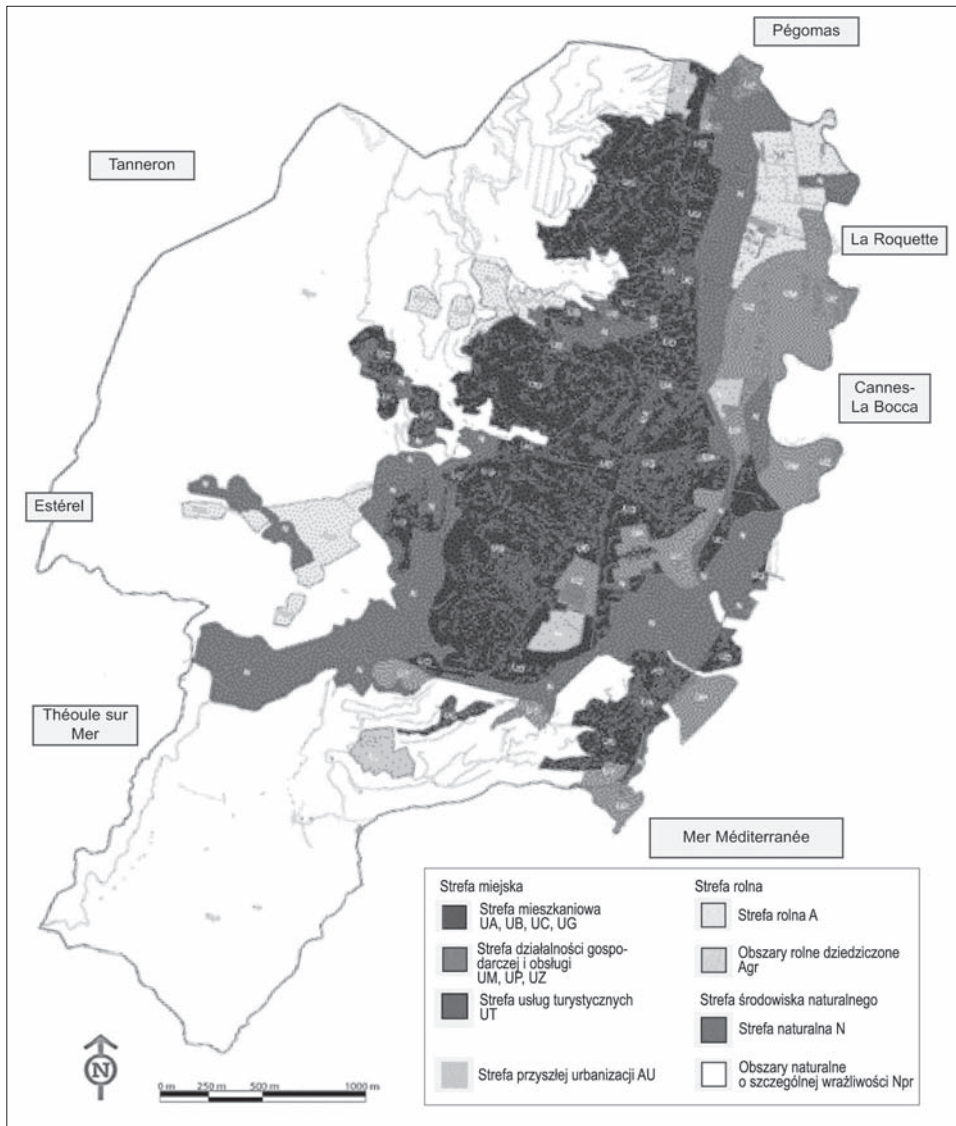 Pégomas
Tanneron
La Roquette
Cannes-
La Bocca
Estérel
Théoule sur
Mer
Mer Méditerranée
Strefa miejska
Strefa mieszkaniowa
UA, UB, UC, UG
Strefa działalności gospo-
darczej i obsługi
UM, UP, UZ
Strefa usług turystycznych
UT
Strefa przyszłej urbanizacji AU
Strefa rolna
Strefa rolna A
Obszary rolne dziedziczone
Agr
Strefa środowiska naturalnego
Strefa naturalna N
Obszary naturalne
o szczególnej wrażliwości Npr
N
0 m 250 m 500 m 1000 m